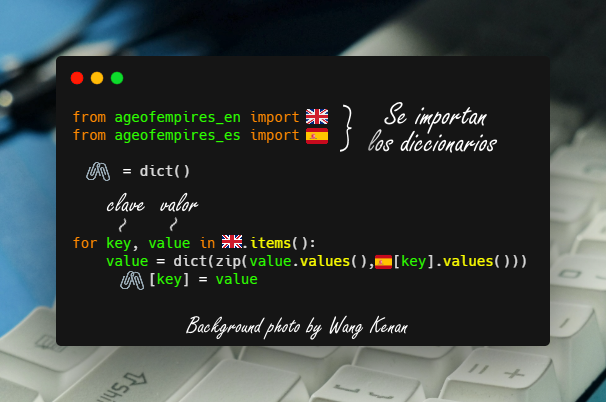 from ageofempires_en import 🇬🇧
from ageofempires_es import 🇪🇸
Se importan
los diccionarios
🖇 = dict()
clave valor
for key, value in 🇬🇧.items():
value = dict(zip(value.values(),🇪🇸[key].values()))
🖇[key] = value
Background photo by Wang Kenan
Shift